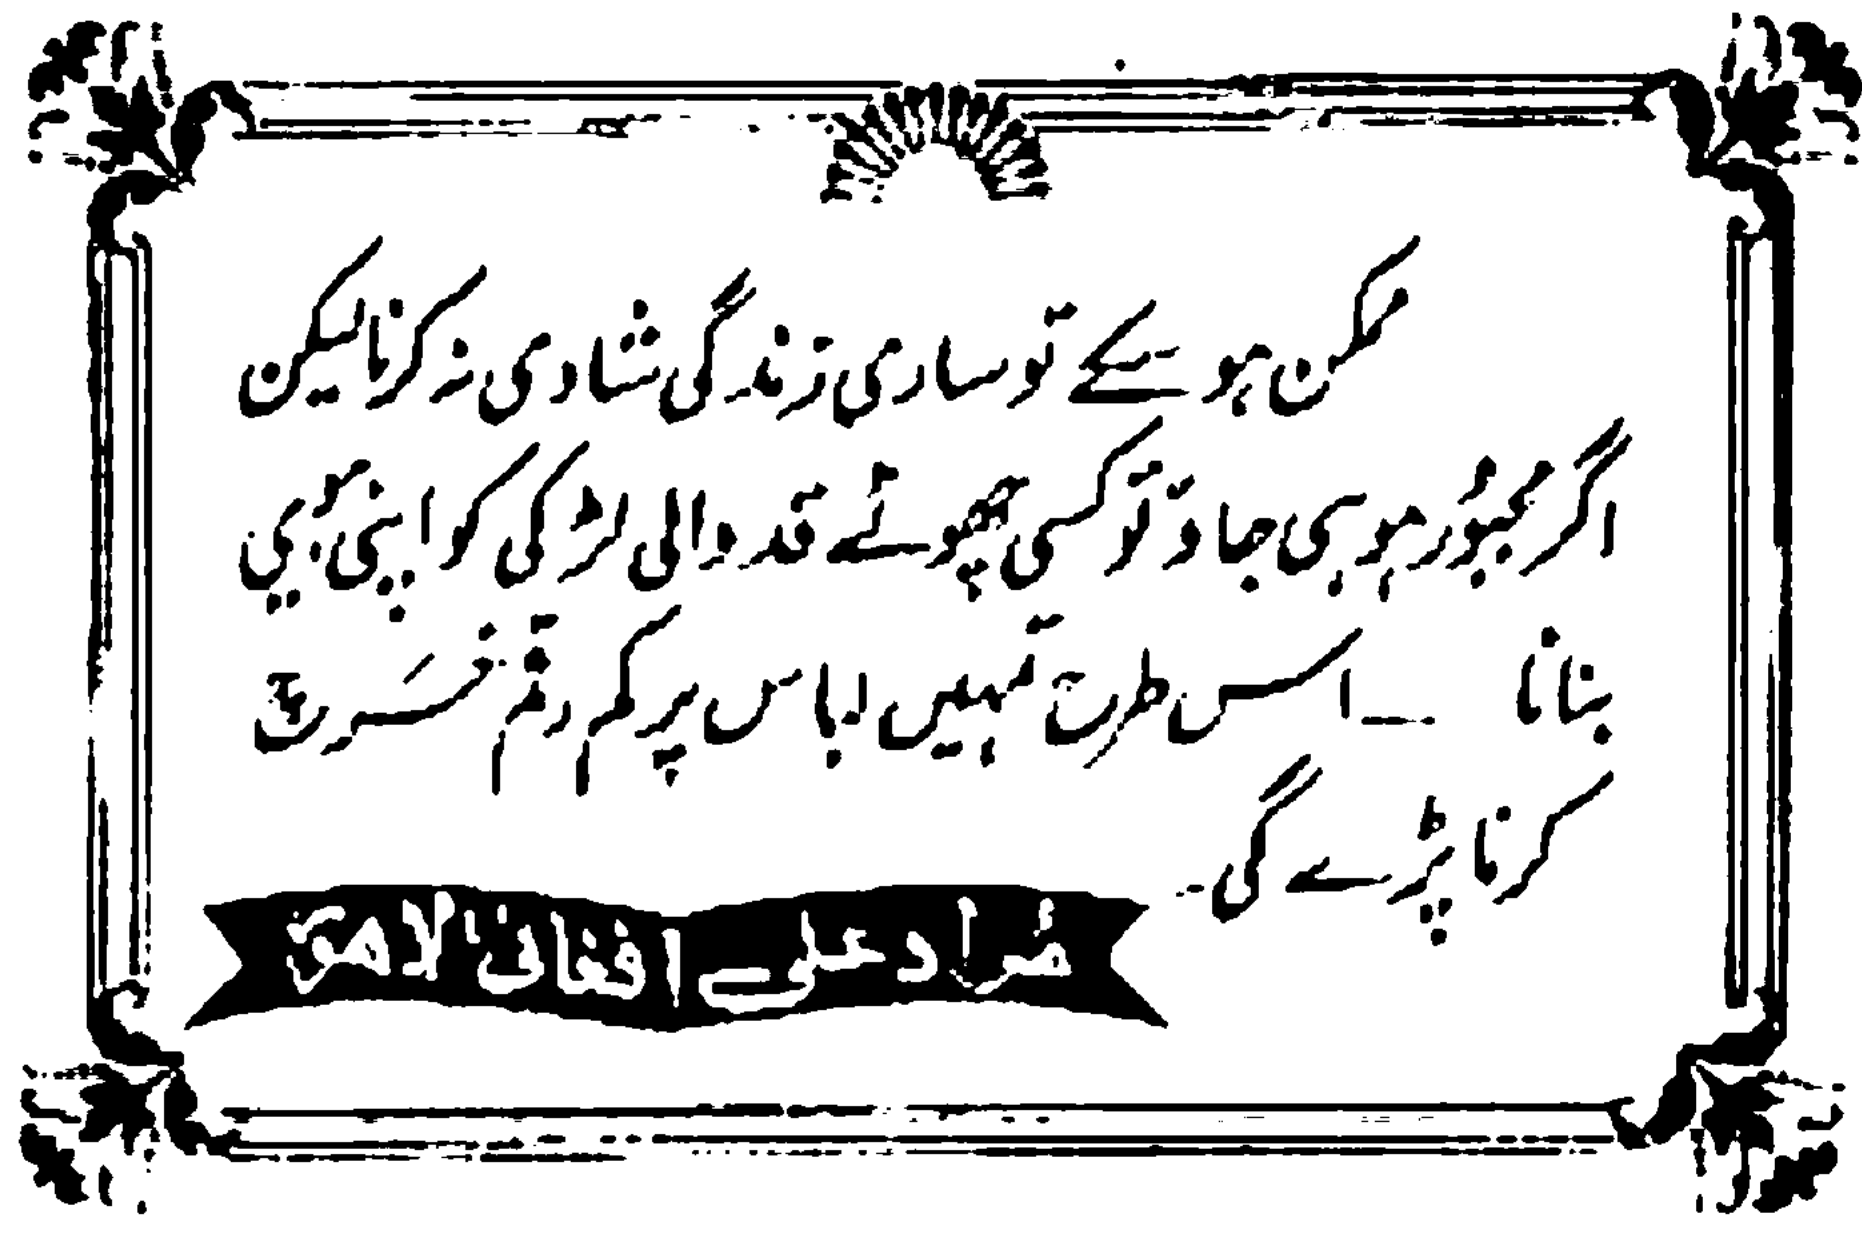 ممکن ہو سکے تو ساری زندگی شادی نہ کرنا لیکن
اگر مجبور ہو ہی جاؤ تو کسی چھوٹے قد والی لڑکی کو اپنی بیوی
بنانا ــ اس طرح تمہیں لباس پر کم رقم خرچ
کرنا پڑے گی۔
مُراد علی افغان لاہور